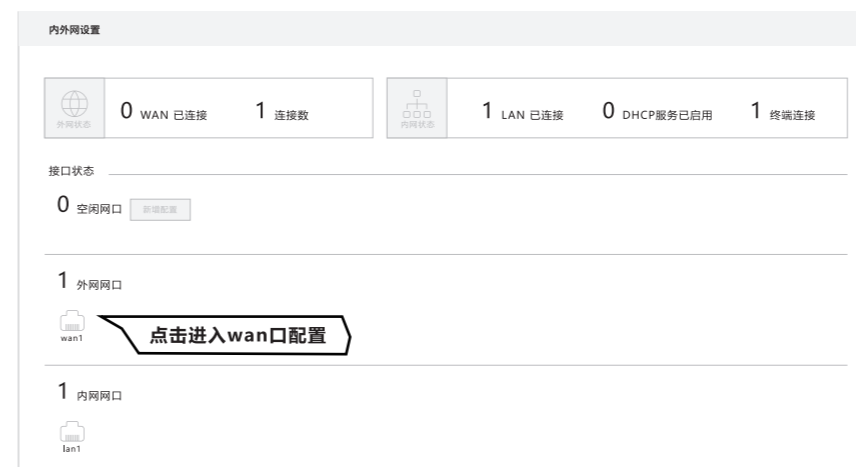 内外网设置
0 WAN 已连接 1 连接数 1 LAN 已连接 0 DHCP服务已启用 1 终端连接
外网状态 内网状态
接口状态
0 空闲网口 新增配置
1 外网网口
点击进入wan口配置
wan1
1 内网网口
lan1